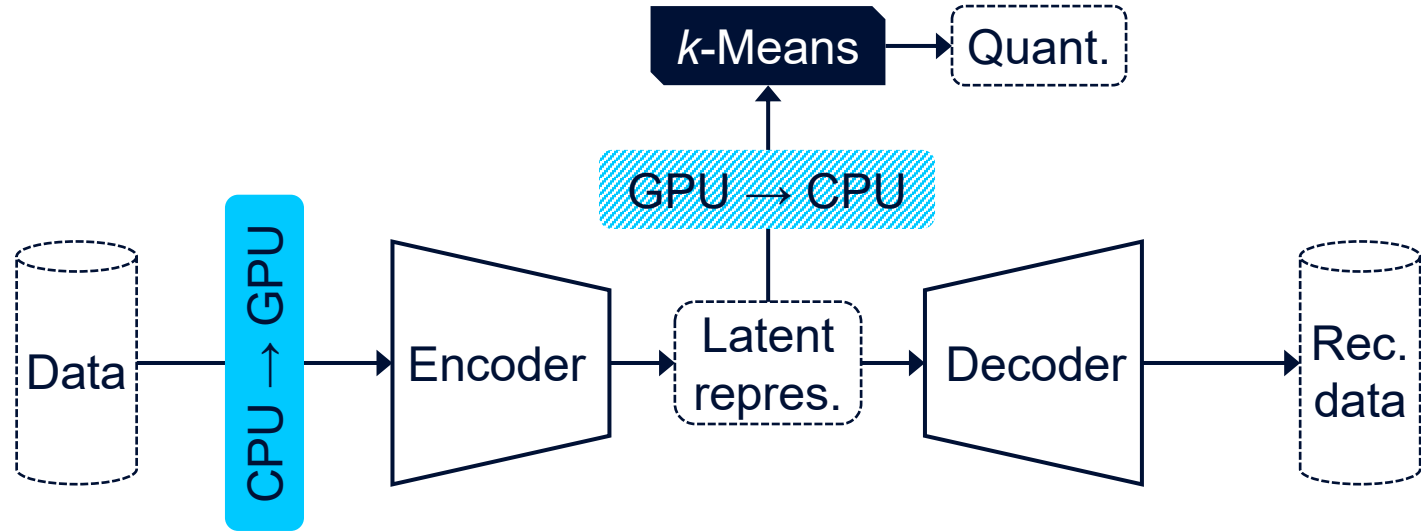 k-Means
Quant.
GPU → CPU
Data
CPU → GPU
Encoder
Latent
repres.
Decoder
Rec.
data